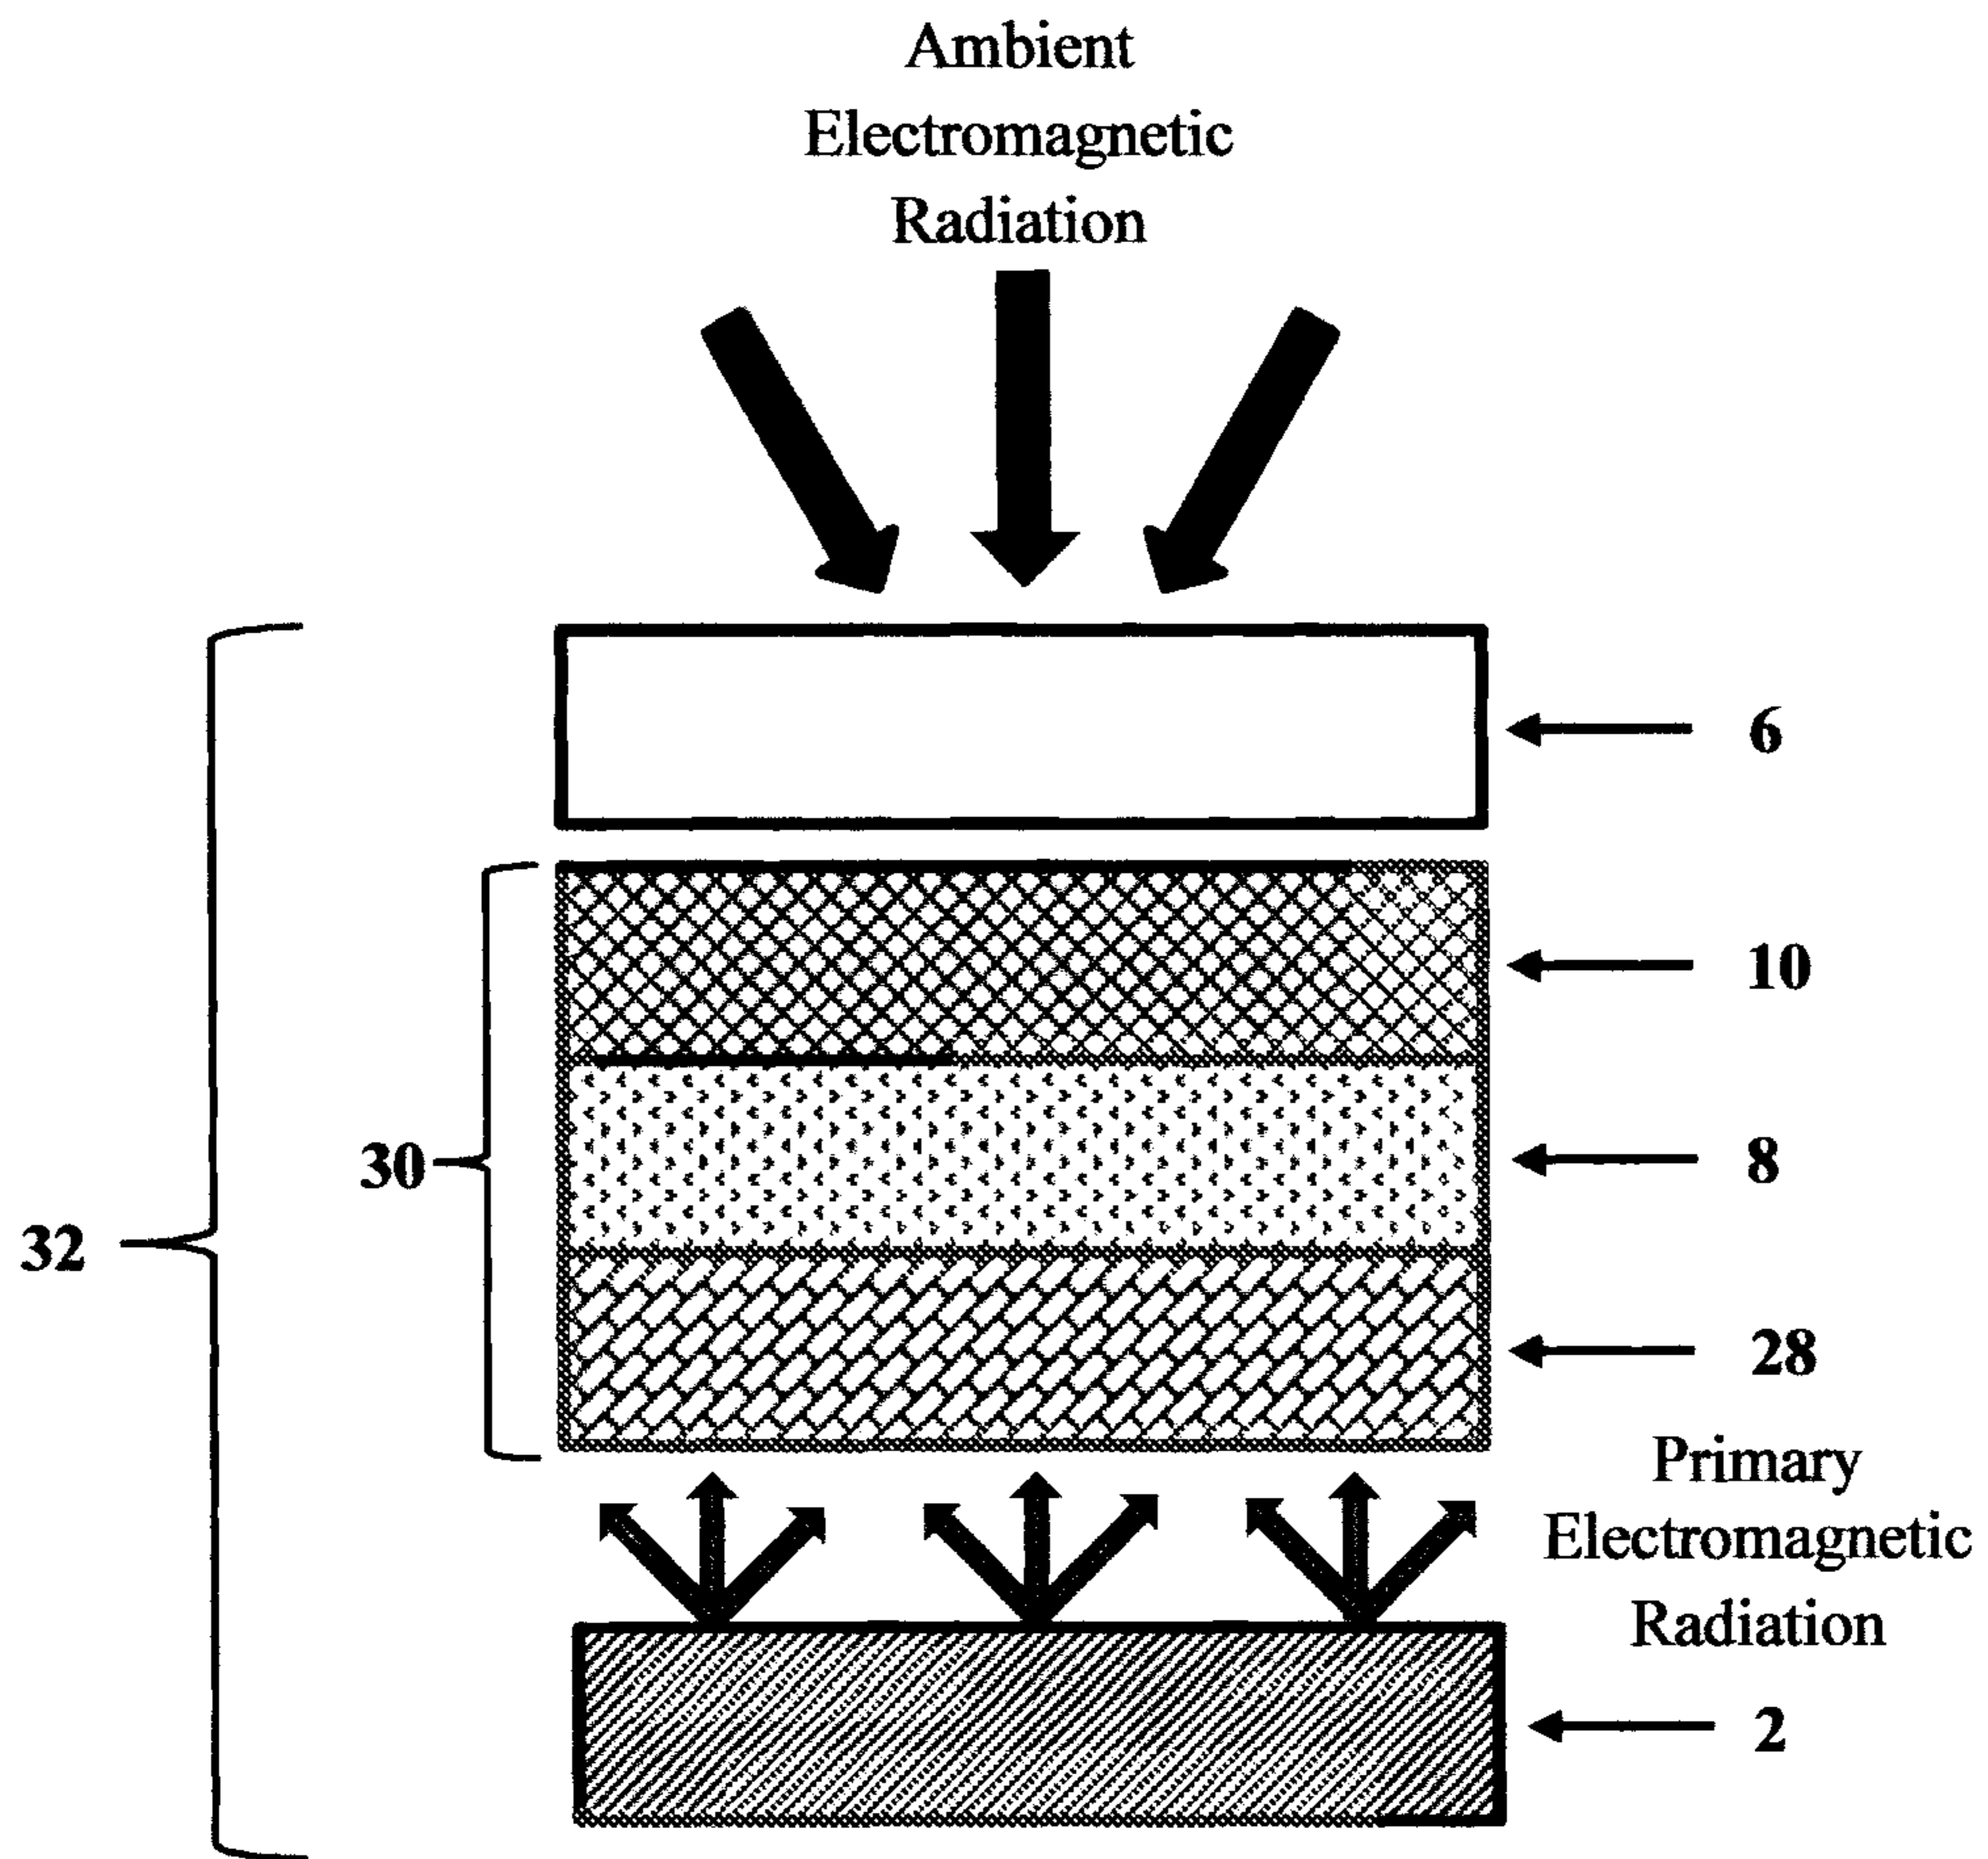 Ambient
Electromagnetic
Radiation
6
10
8
30
32
28
Primary
Electromagnetic
Radiation
2